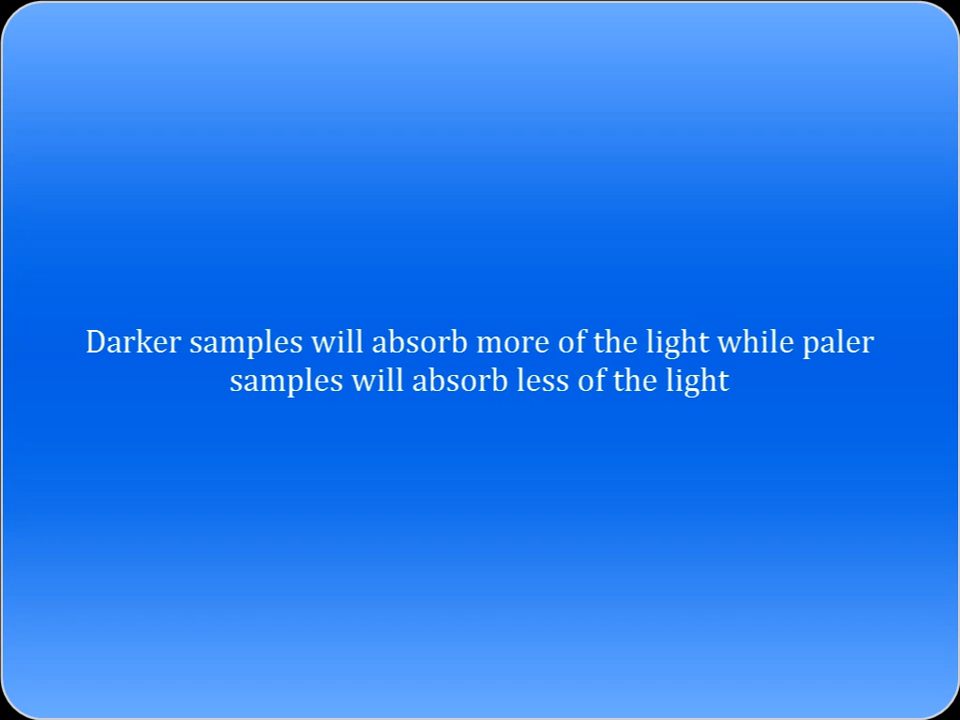 Darker samples will absorb more of the light while paler
samples will absorb less of the light